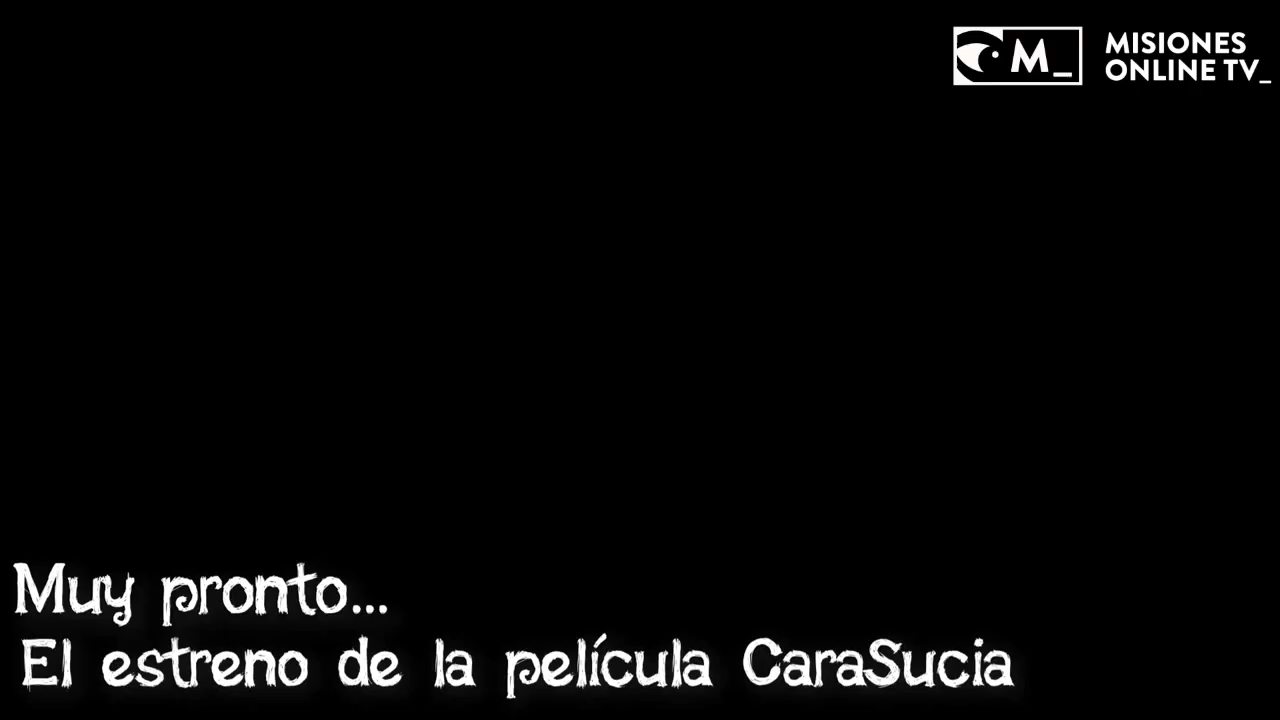 M_
MISIONES
ONLINE TV_
Muy pronto...
El estreno de la película CaraSucia